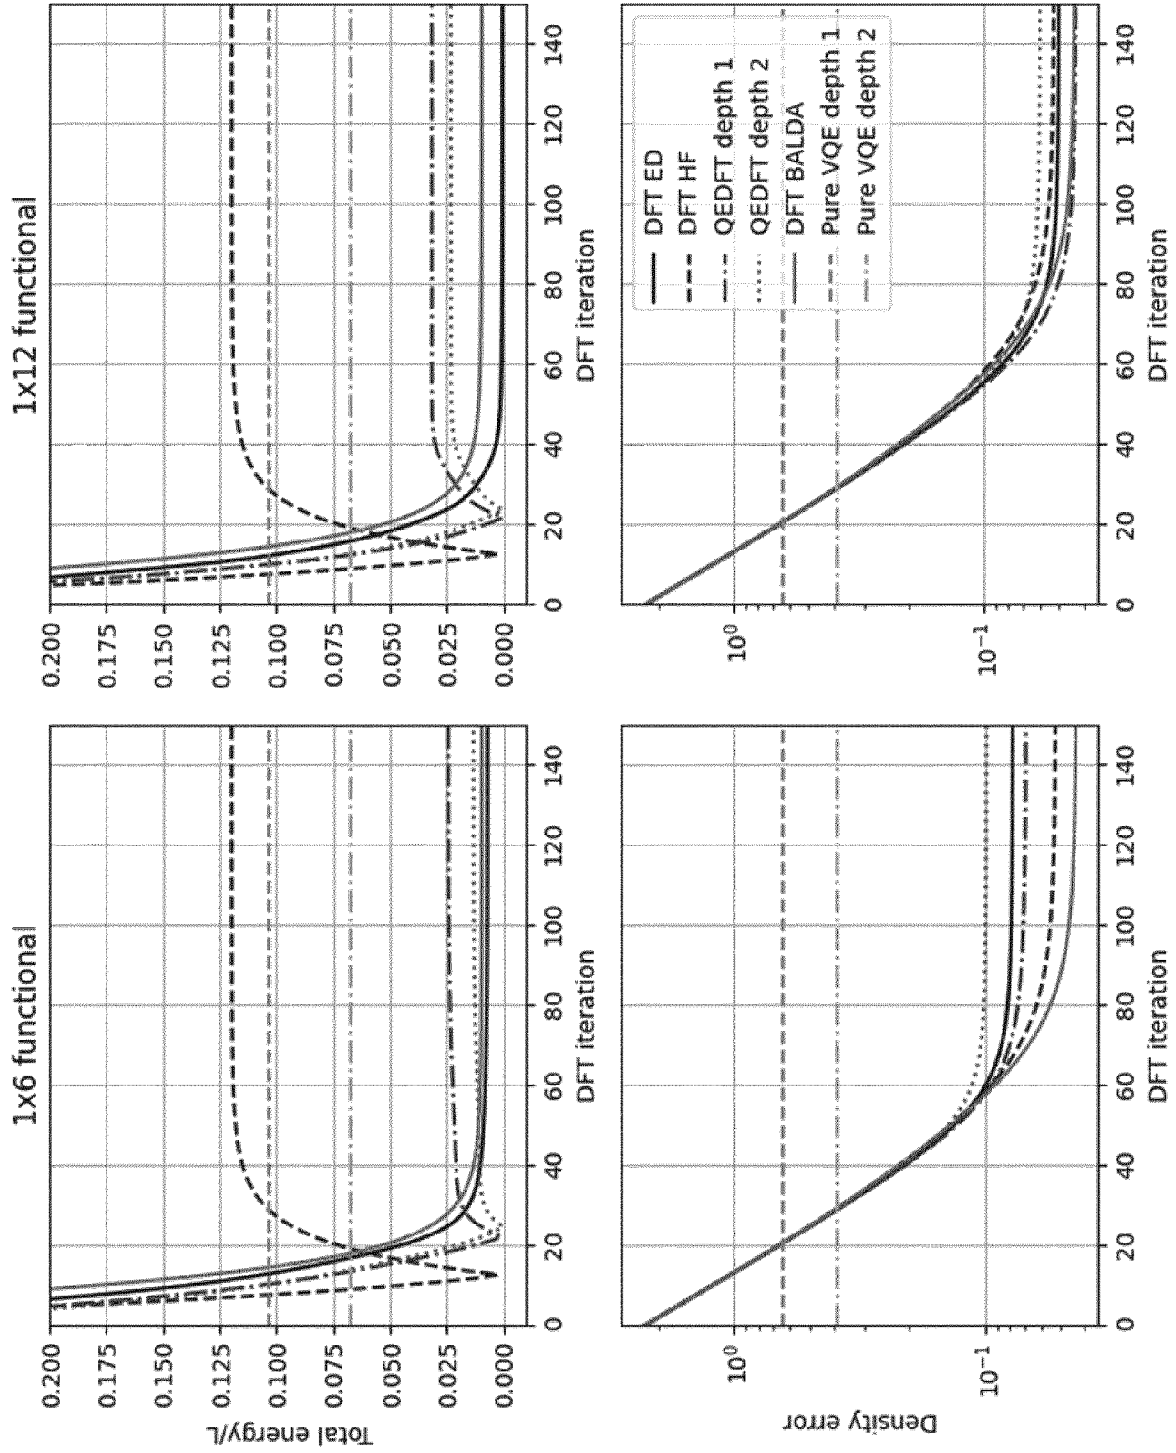 1x6 functional
Total energy/L
0.200
0.175
0.150
0.125
0.100
0.075
0.050
0.025
0.000
0 20 40 60 80 100 120 140
DFT iteration
1x12 functional
0.200
0.175
0.150
0.125
0.100
0.075
0.050
0.025
0.000
0 20 40 60 80 100 120 140
DFT iteration
Density error
10⁰
10⁻¹
0 20 40 60 80 100 120 140
DFT iteration
10⁰
10⁻¹
DFT ED
DFT HF
QEDFT depth 1
QEDFT depth 2
DFT BALDA
Pure VQE depth 1
Pure VQE depth 2
0 20 40 60 80 100 120 140
DFT iteration